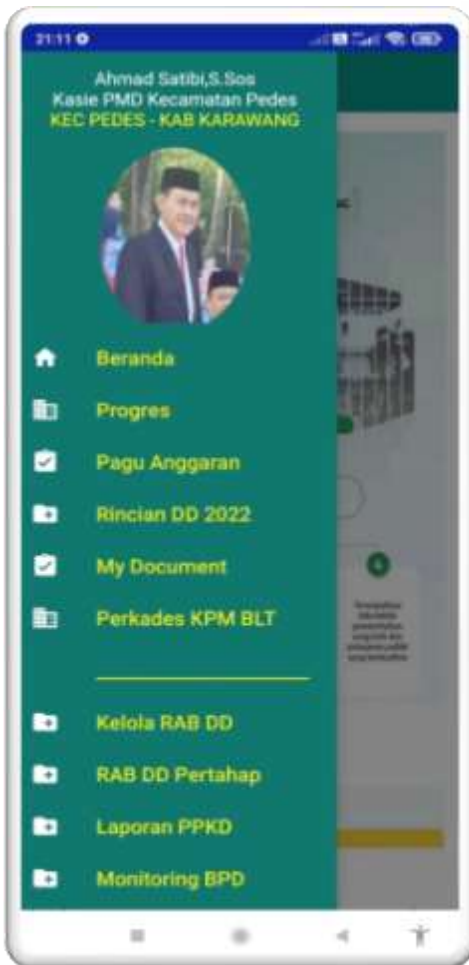 21:11
Ahmad Satibi,S.Sos
Kasie PMD Kecamatan Pedes
KEC PEDES - KAB KARAWANG
Beranda
Progres
Pagu Anggaran
Rincian DD 2022
My Document
Perkades KPM BLT
Kelola RAB DD
RAB DD Pertahap
Laporan PPKD
Monitoring BPD